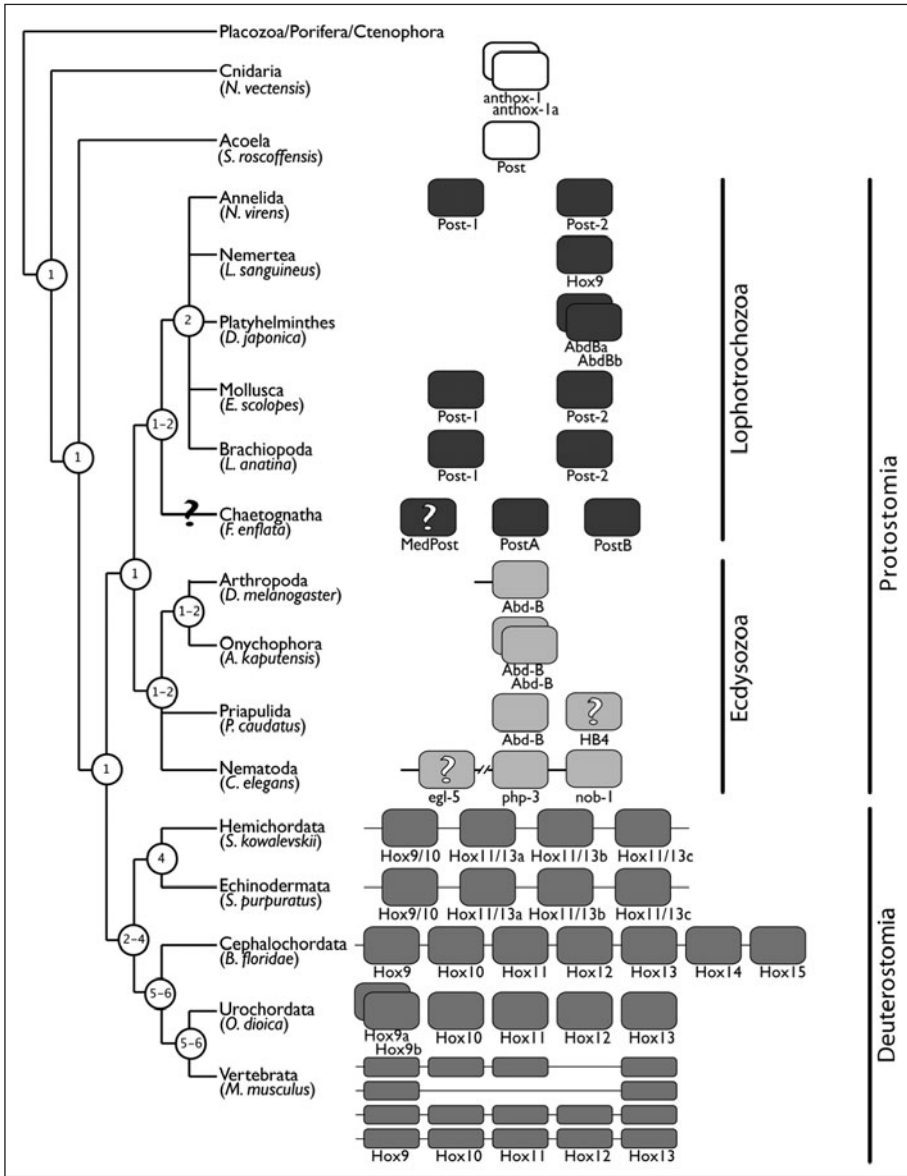 Placozoa/Porifera/Ctenophora
Cnidaria
(N. vectensis)
anthox-1
anthox-1a
Acoela
(S. roscoffensis)
Post
Annelida
(N. virens)
Post-1
Post-2
Nemertea
(L. sanguineus)
Hox9
1
2
Platyhelminthes
(D. japonica)
AbdBa
AbdBb
Mollusca
(E. scolopes)
Post-1
Post-2
1-2
Brachiopoda
(L. anatina)
Post-1
Post-2
1
?
Chaetognatha
(F. enflata)
?
MedPost
PostA
PostB
Lophotrochozoa
1
Arthropoda
(D. melanogaster)
Abd-B
1-2
Onychophora
(A. kaputensis)
Abd-B
Abd-B
1-2
Priapulida
(P. caudatus)
Abd-B
?
HB4
Nematoda
(C. elegans)
?
egl-5
php-3
nob-1
Edysozoa
Protostomia
1
Hemichordata
(S. kowalevskii)
Hox9/10
Hox11/13a
Hox11/13b
Hox11/13c
4
Echinodermata
(S. purpuratus)
Hox9/10
Hox11/13a
Hox11/13b
Hox11/13c
2-4
Cephalochordata
(B. floridae)
Hox9
Hox10
Hox11
Hox12
Hox13
Hox14
Hox15
5-6
Urochordata
(O. dioica)
Hox9a
Hox9b
Hox10
Hox11
Hox12
Hox13
5-6
Vertebrata
(M. musculus)
Hox9
Hox10
Hox11
Hox12
Hox13
Deuterostomia